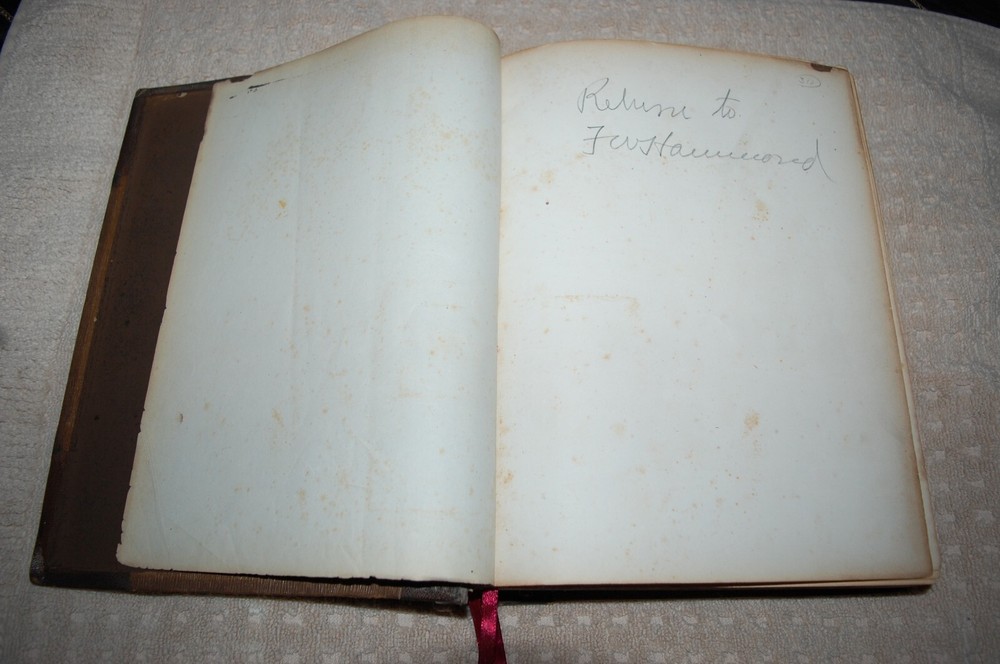 Return to
F W Hammond